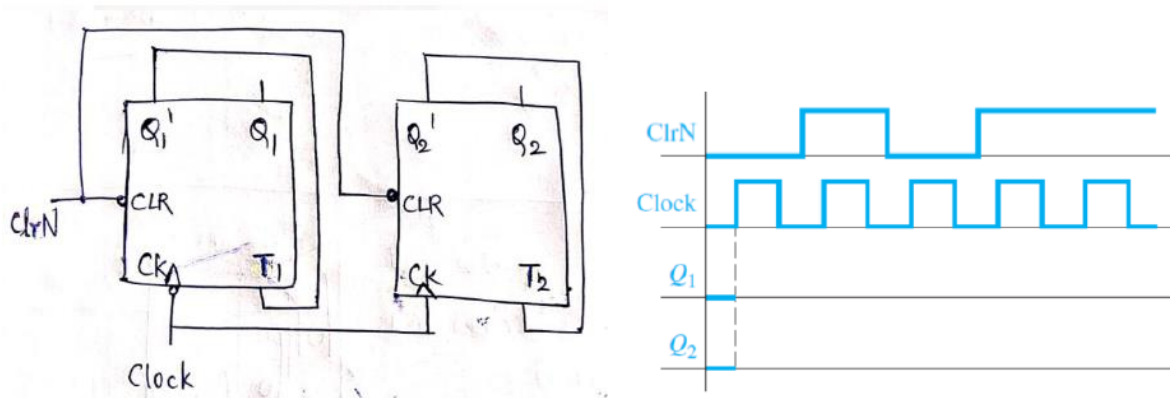 Q1' Q1
CLR
ClrN
CK T1
Clock
Q2' Q2
CLR
CK T2
ClrN
Clock
Q1
Q2